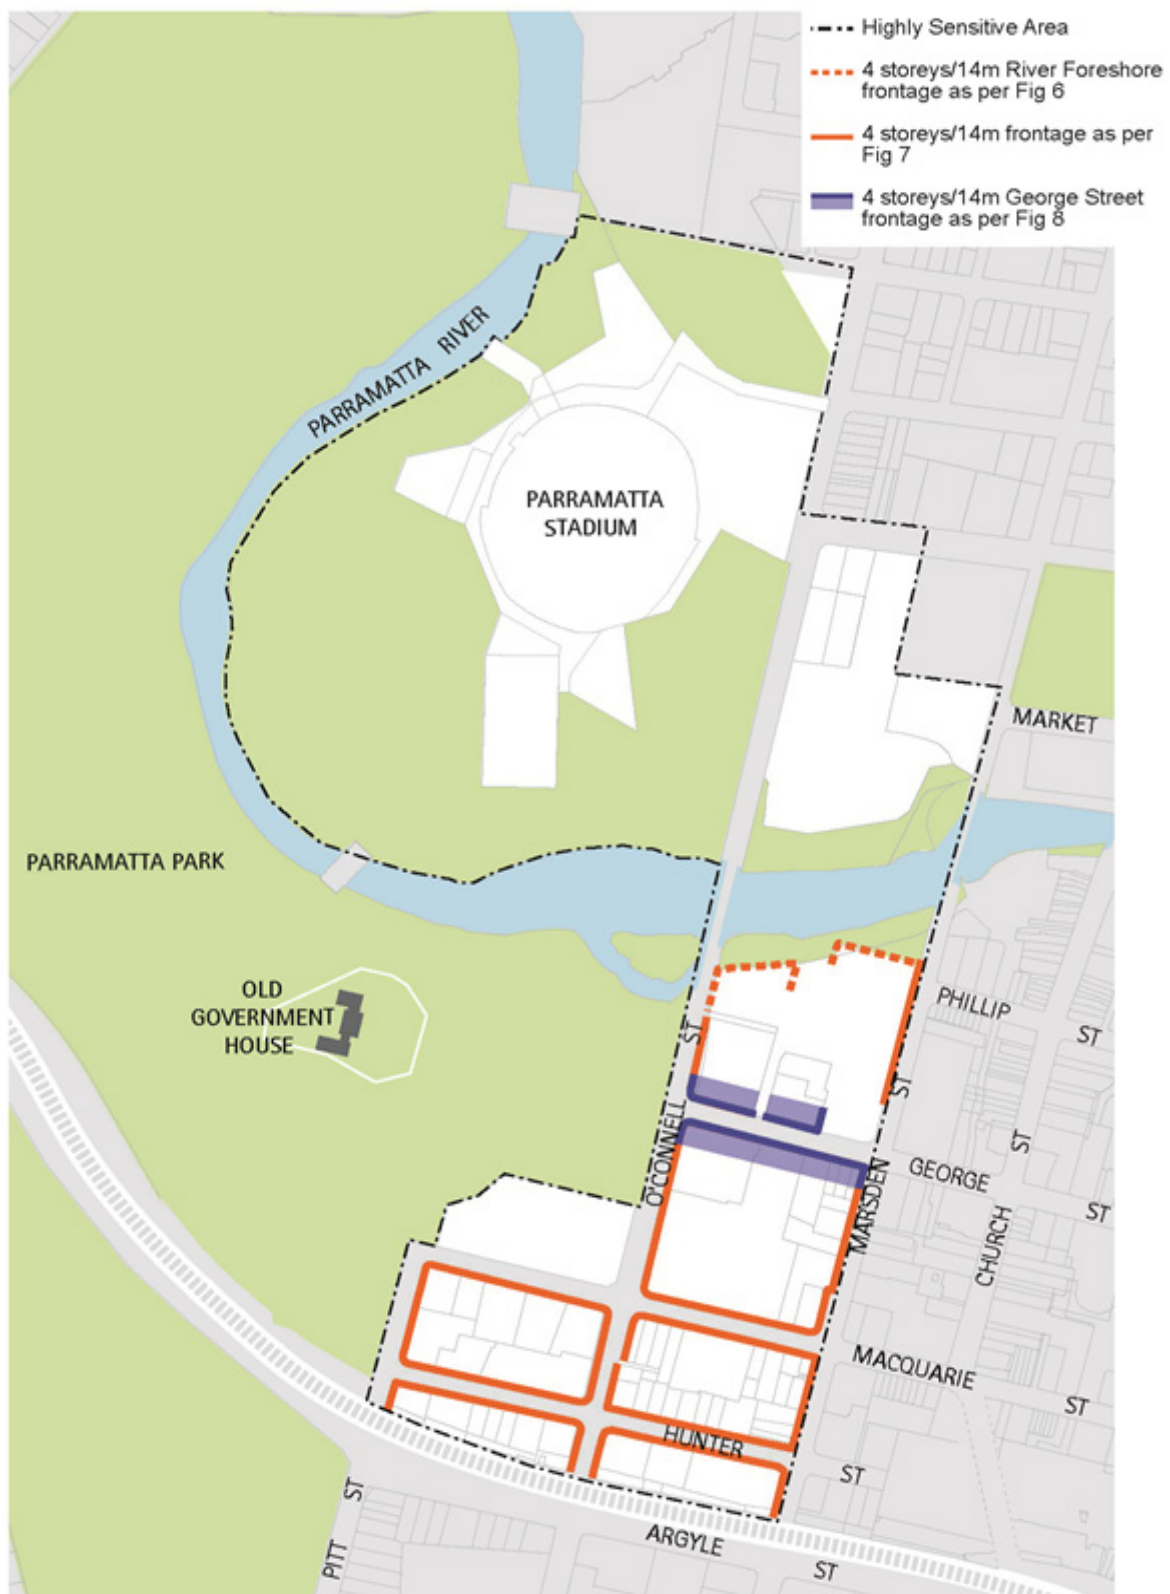 Highly Sensitive Area
4 storeys/14m River Foreshore
frontage as per Fig 6
4 storeys/14m frontage as per
Fig 7
4 storeys/14m George Street
frontage as per Fig 8
PARRAMATTA RIVER
PARRAMATTA
STADIUM
MARKET
PARRAMATTA PARK
OLD
GOVERNMENT
HOUSE
PHILLIP
ST
O'CONNELL
ST
MARSDEN
ST
GEORGE
ST
CHURCH
ST
MACQUARIE
ST
HUNTER
ST
ARGYLE
ST
PITT
ST